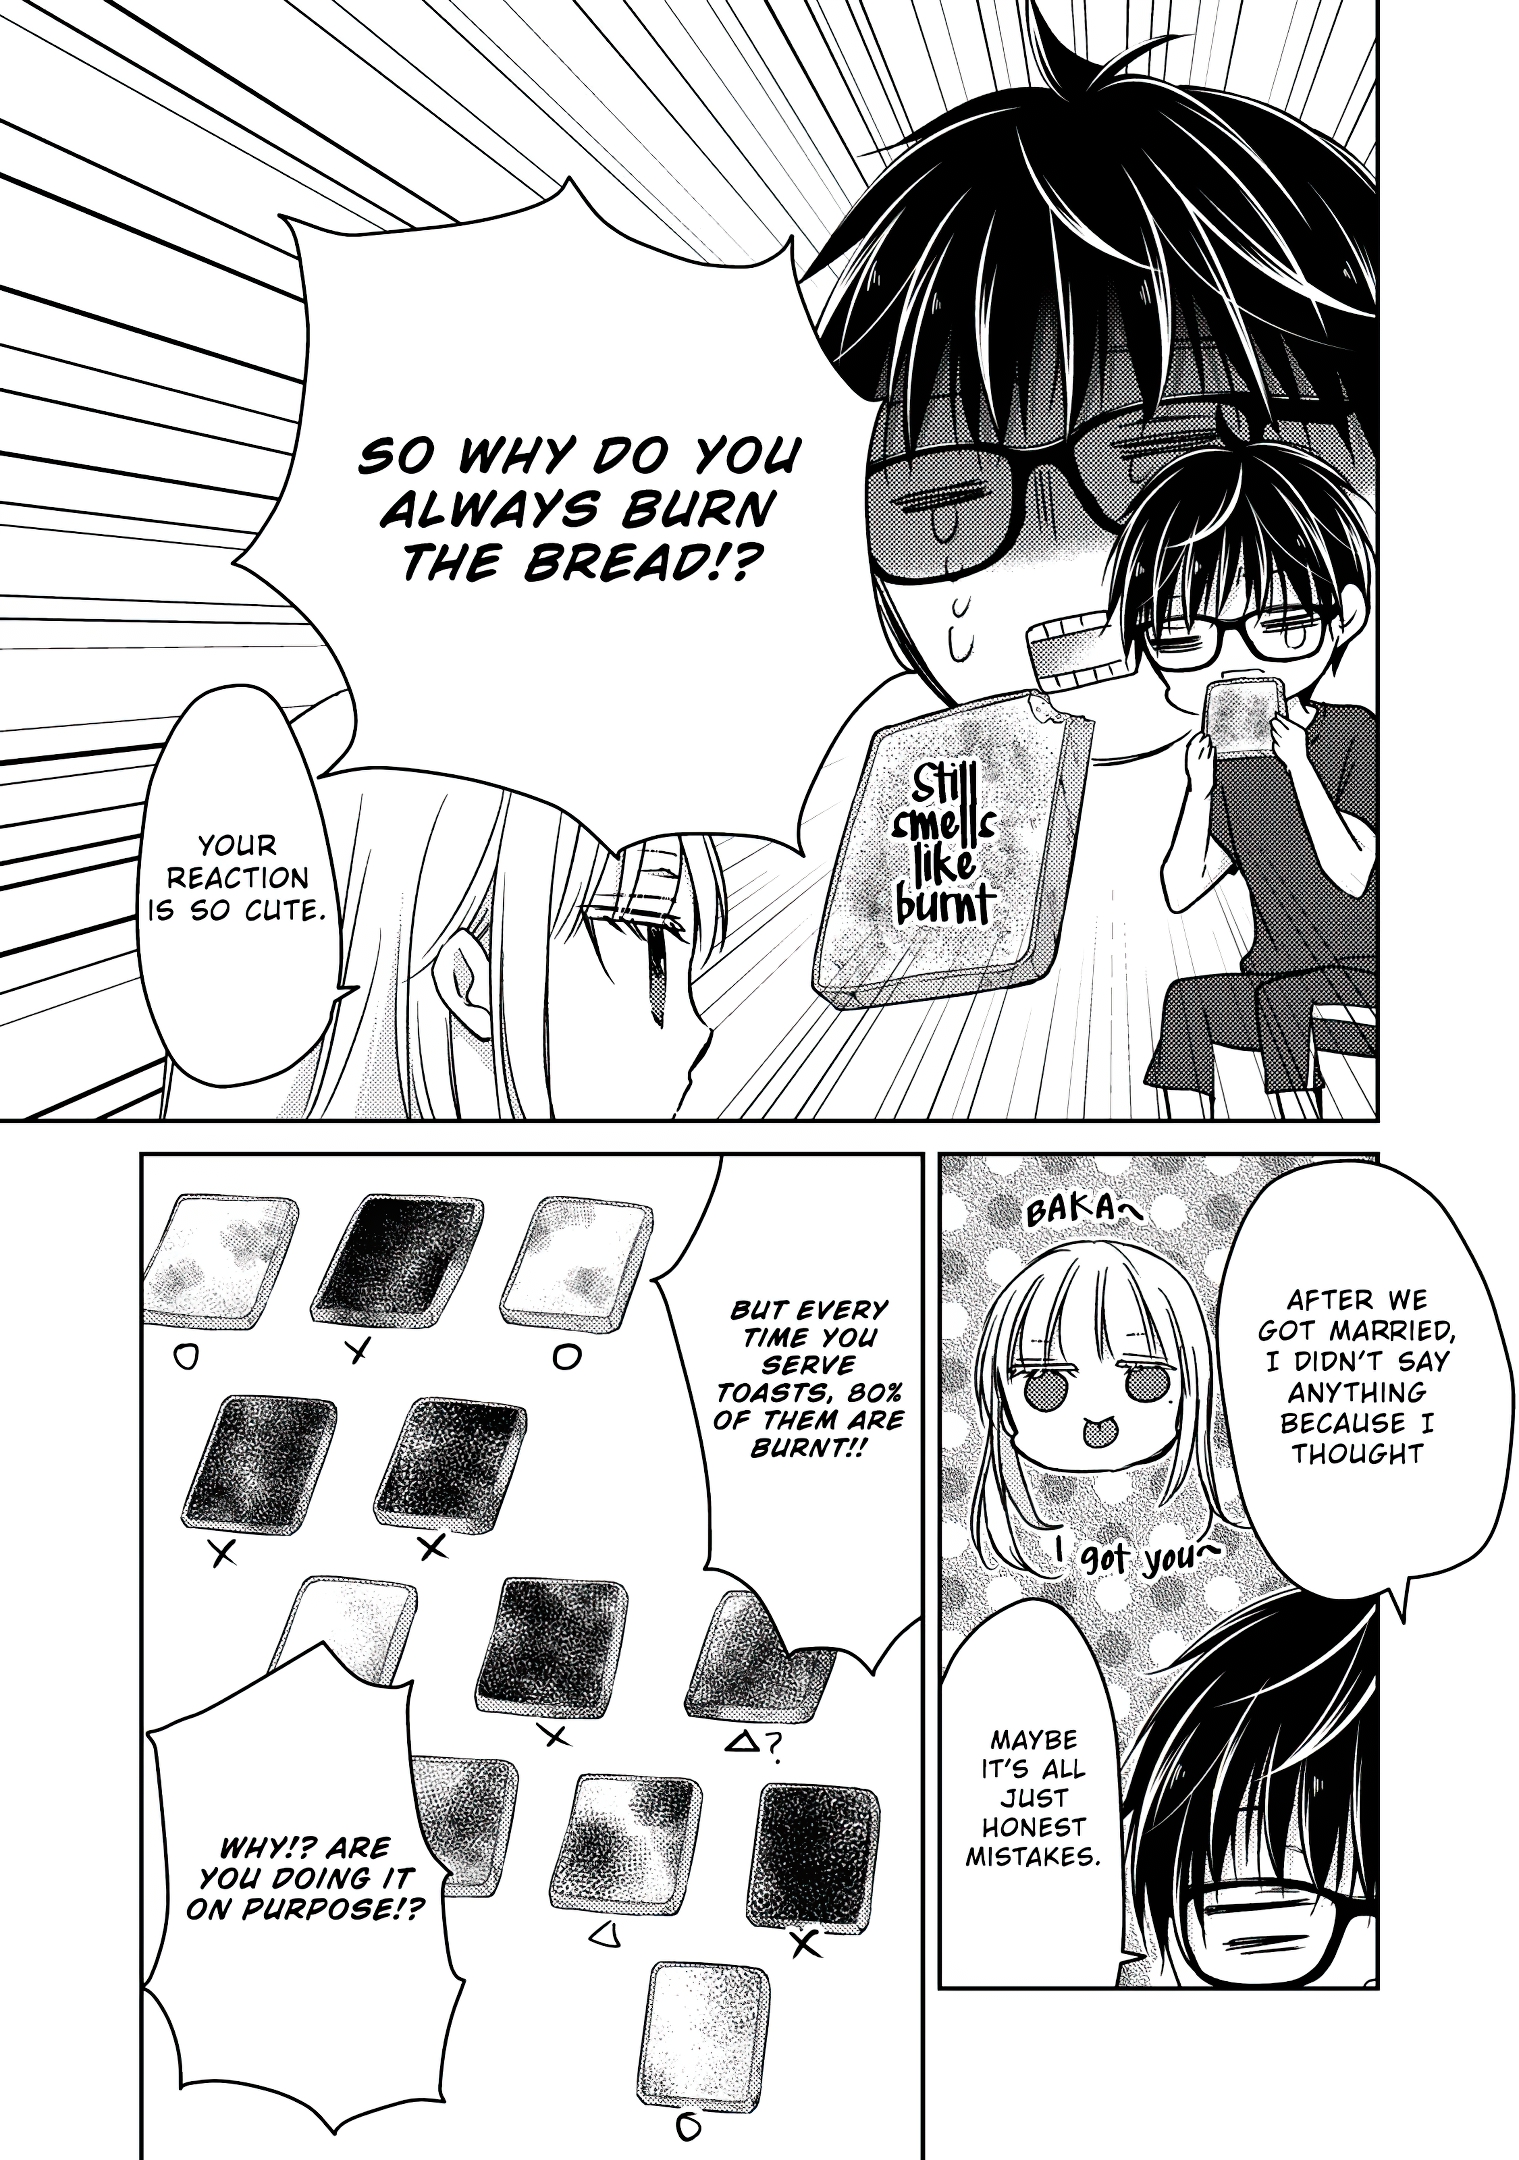 SO WHY DO YOU
ALWAYS BURN
THE BREAD!?
Still
smells
like
burnt
YOUR
REACTION
IS SO CUTE.
AFTER WE
GOT MARRIED,
I DIDN'T SAY
ANYTHING
BECAUSE I
THOUGHT
BAKA~
I got you~
MAYBE
IT'S ALL
JUST
HONEST
MISTAKES.
BUT EVERY
TIME YOU
SERVE
TOASTS, 80%
OF THEM ARE
BURNT!!
WHY!? ARE
YOU DOING IT
ON PURPOSE!?